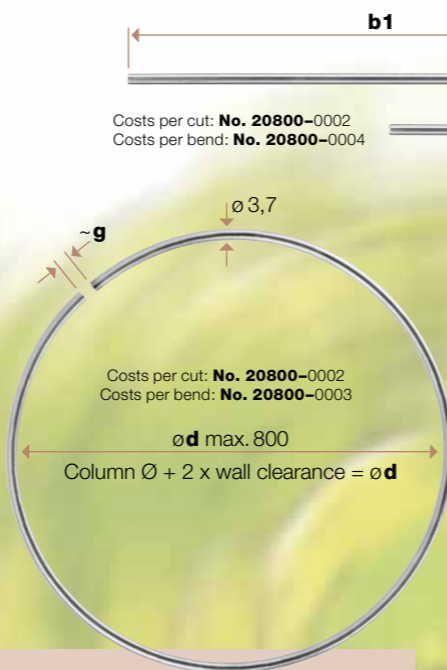 b1
Costs per cut: No. 20800–0002
Costs per bend: No. 20800–0004
ø 3,7
~g
Costs per cut: No. 20800–0002
Costs per bend: No. 20800–0003
ød max. 800
Column Ø + 2 x wall clearance = ød